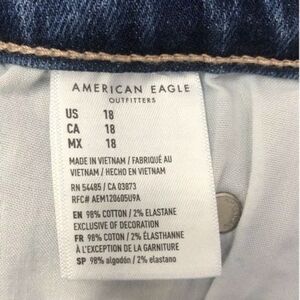 AMERICAN EAGLE
OUTFITTERS
US 18
CA 18
MX 18
MADE IN VIETNAM / FABRIQUÉ AU
VIETNAM / HECHO EN VIETNAM
RN 54485 / CA 03873
RFC# AEM120605U9A
EN 98% COTTON / 2% ELASTANE
EXCLUSIVE OF DECORATION
FR 98% COTON / 2% ÉLASTHANNE
À L'EXCEPTION DE LA GARNITURE
SP 98% algodón / 2% elastano